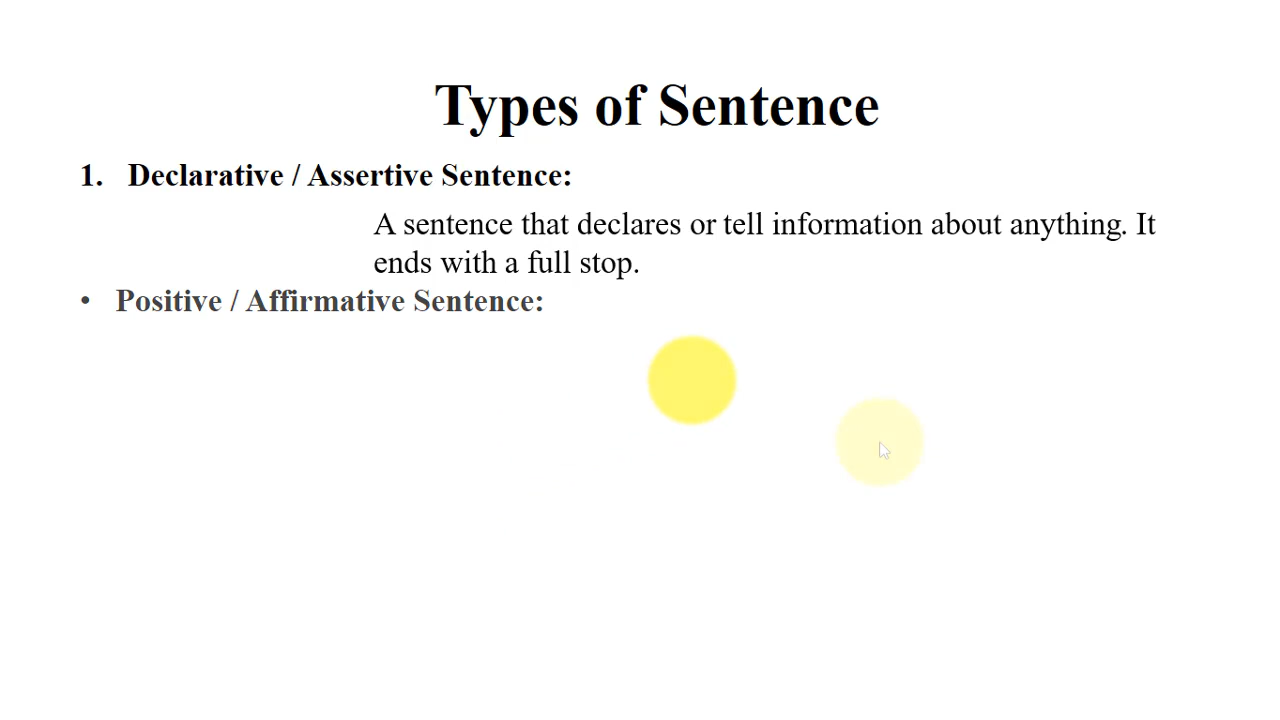 Types of Sentence
1. Declarative / Assertive Sentence:
A sentence that declares or tell information about anything. It
ends with a full stop.
• Positive / Affirmative Sentence: